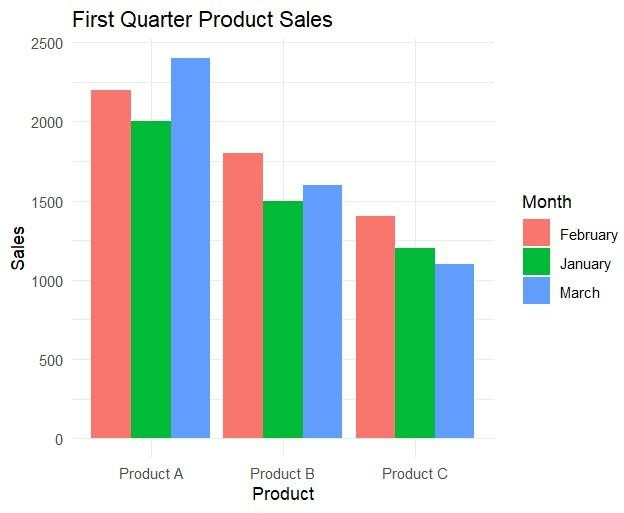 First Quarter Product Sales
2500
2000
1500
1000
500
0
Sales
Product A Product B Product C
Product
Month
February
January
March